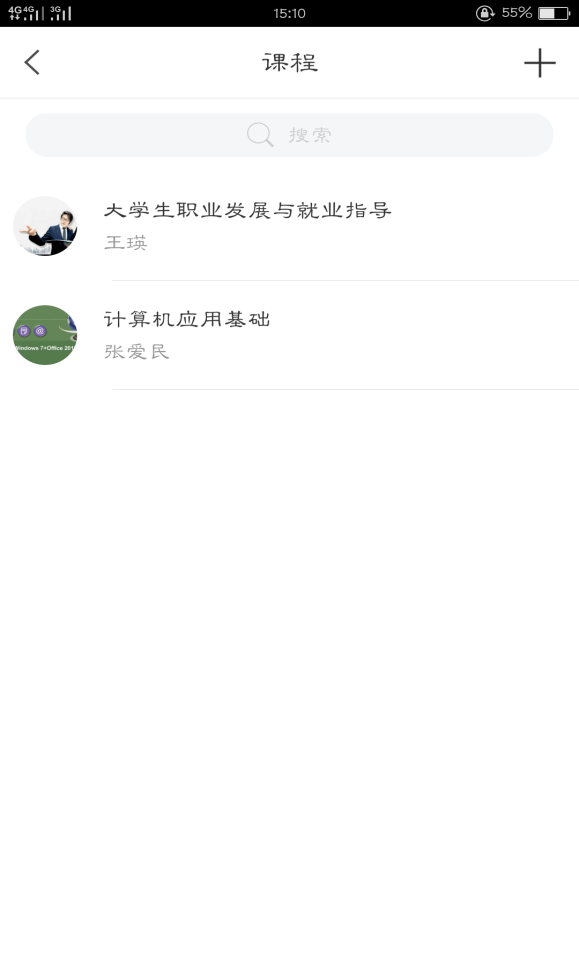 4G 4G 3G 15:10 55%
课程
搜索
大学生职业发展与就业指导
王瑛
计算机应用基础
Windows 7+Office 201
张爱民